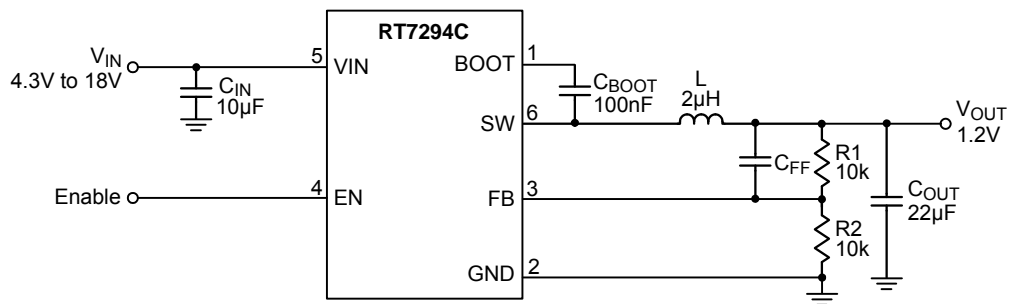 RT7294C
VIN
4.3V to 18V
CIN
10µF
5
VIN
BOOT
1
CBOOT
100nF
L
2µH
SW
6
VOUT
1.2V
CFF
R1
10k
Enable
4
EN
FB
3
COUT
22µF
R2
10k
GND
2